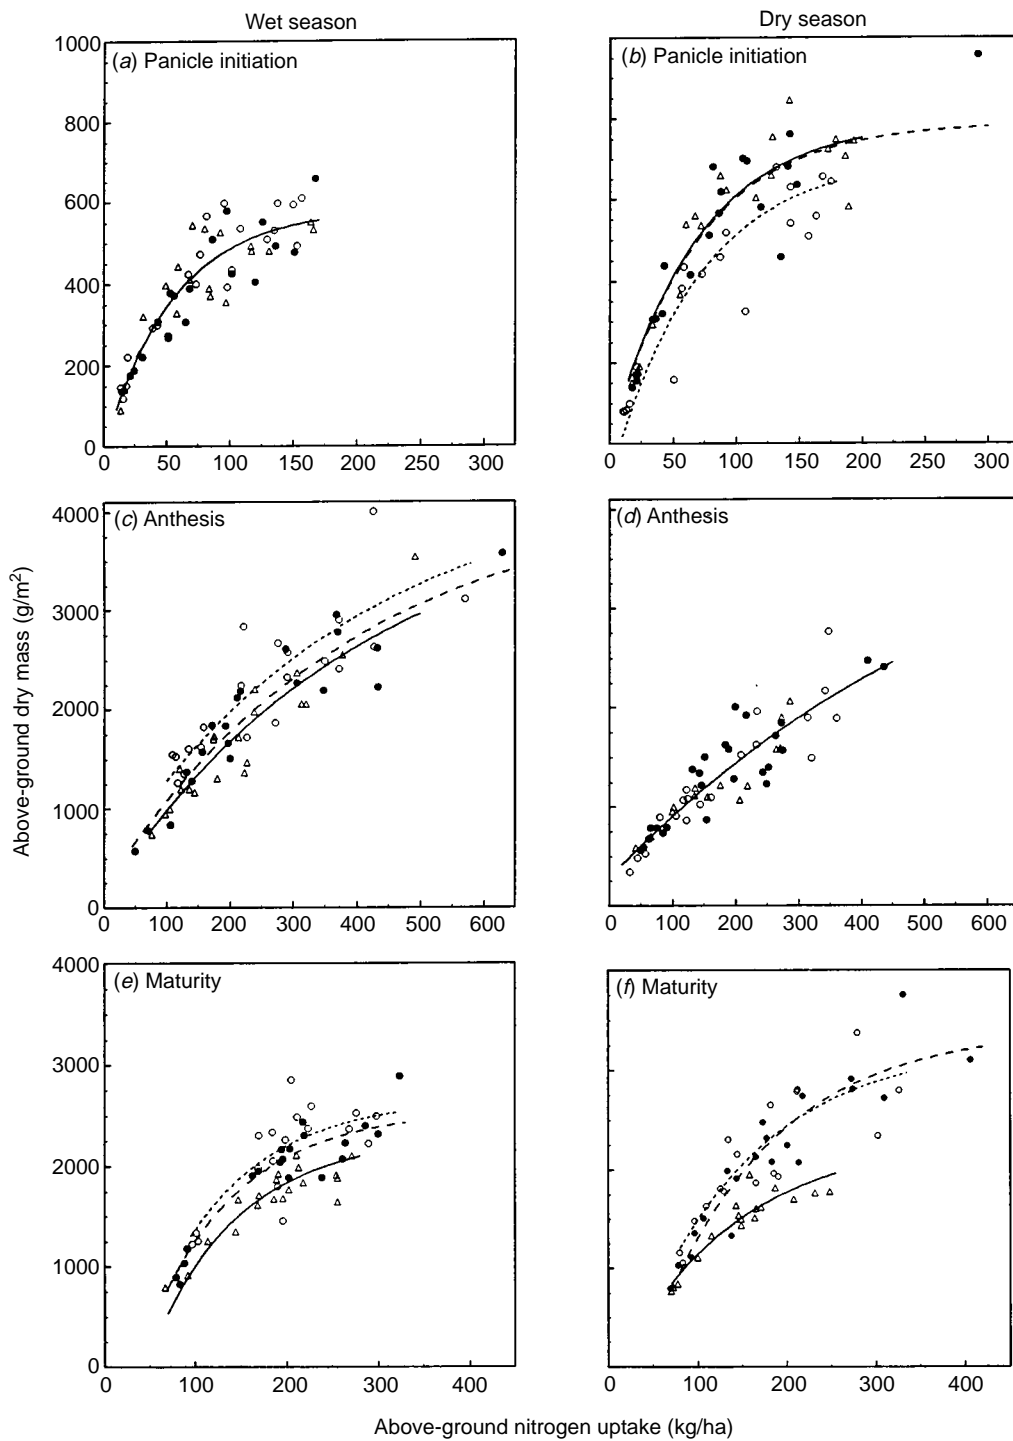 Wet season
Dry season
1000
800
600
400
200
0
(a) Panicle initiation
0 50 100 150 200 250 300
(b) Panicle initiation
0 50 100 150 200 250 300
4000
3000
2000
1000
0
(c) Anthesis
0 100 200 300 400 500 600
(d) Anthesis
0 100 200 300 400 500 600
4000
3000
2000
1000
0
(e) Maturity
0 100 200 300 400
(f) Maturity
0 100 200 300 400
Above-ground dry mass (g/m²)
Above-ground nitrogen uptake (kg/ha)